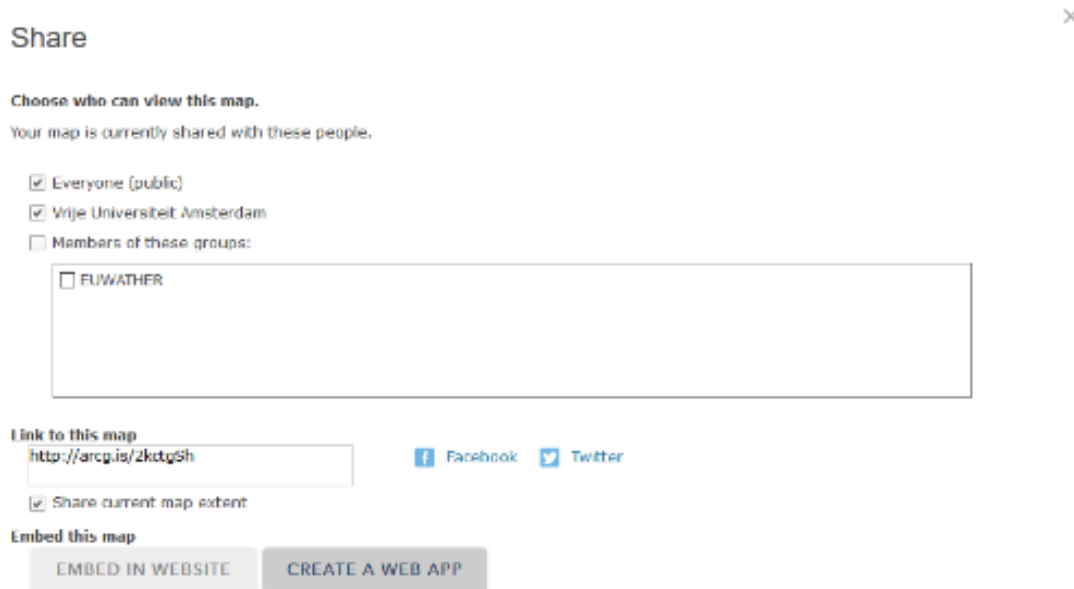 Share
Choose who can view this map.
Your map is currently shared with these people.
Everyone (public)
Vrije Universiteit Amsterdam
Members of these groups:
EUWATHER
Link to this map
http://arcg.is/2kctgSh
Facebook Twitter
Share current map extent
Embed this map
EMBED IN WEBSITE CREATE A WEB APP